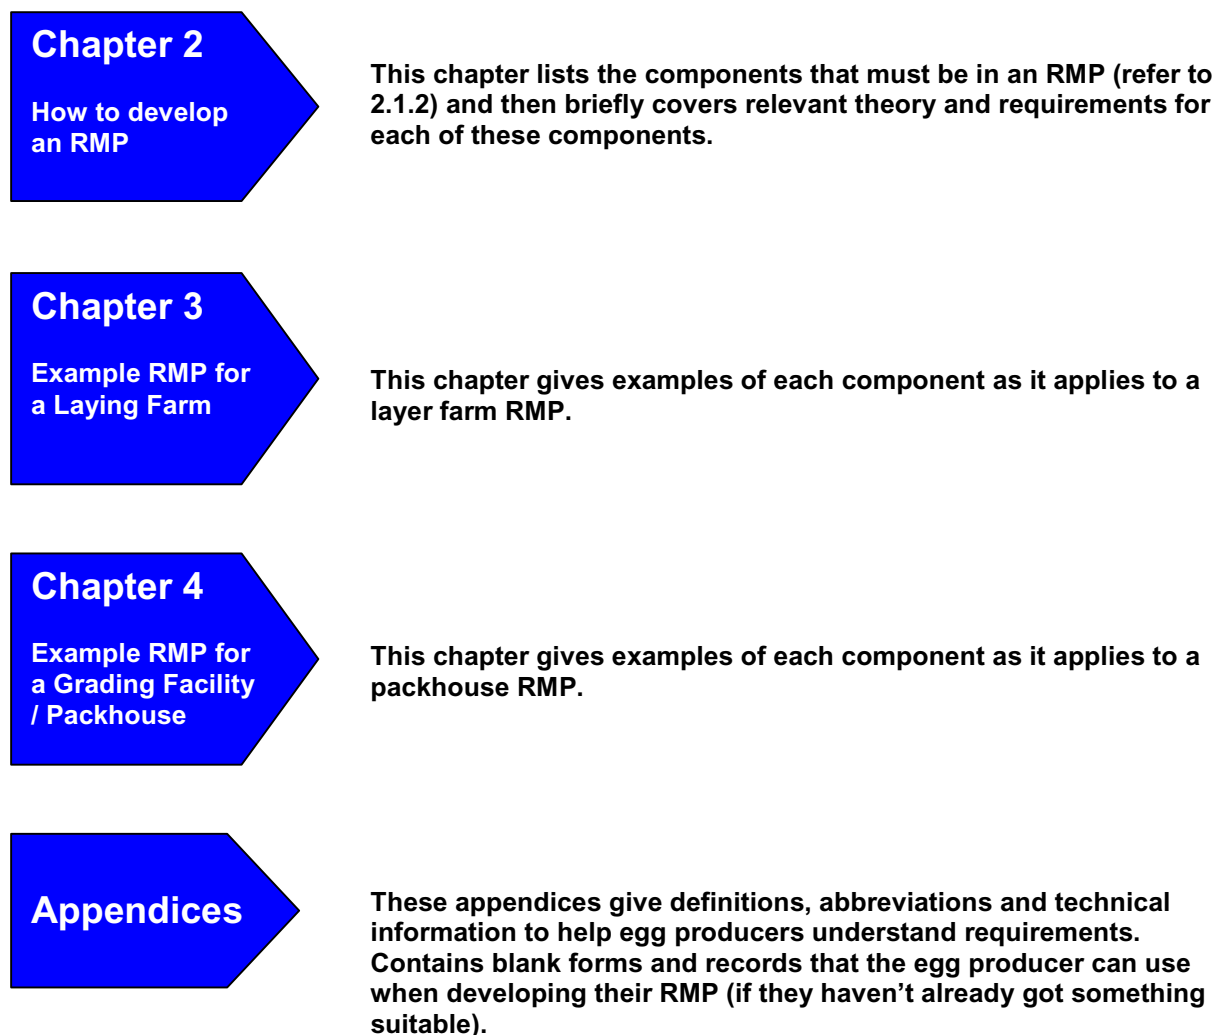 Chapter 2
How to develop
an RMP
This chapter lists the components that must be in an RMP (refer to
2.1.2) and then briefly covers relevant theory and requirements for
each of these components.
Chapter 3
Example RMP for
a Laying Farm
This chapter gives examples of each component as it applies to a
layer farm RMP.
Chapter 4
Example RMP for
a Grading Facility
/ Packhouse
This chapter gives examples of each component as it applies to a
packhouse RMP.
Appendices
These appendices give definitions, abbreviations and technical
information to help egg producers understand requirements.
Contains blank forms and records that the egg producer can use
when developing their RMP (if they haven’t already got something
suitable).